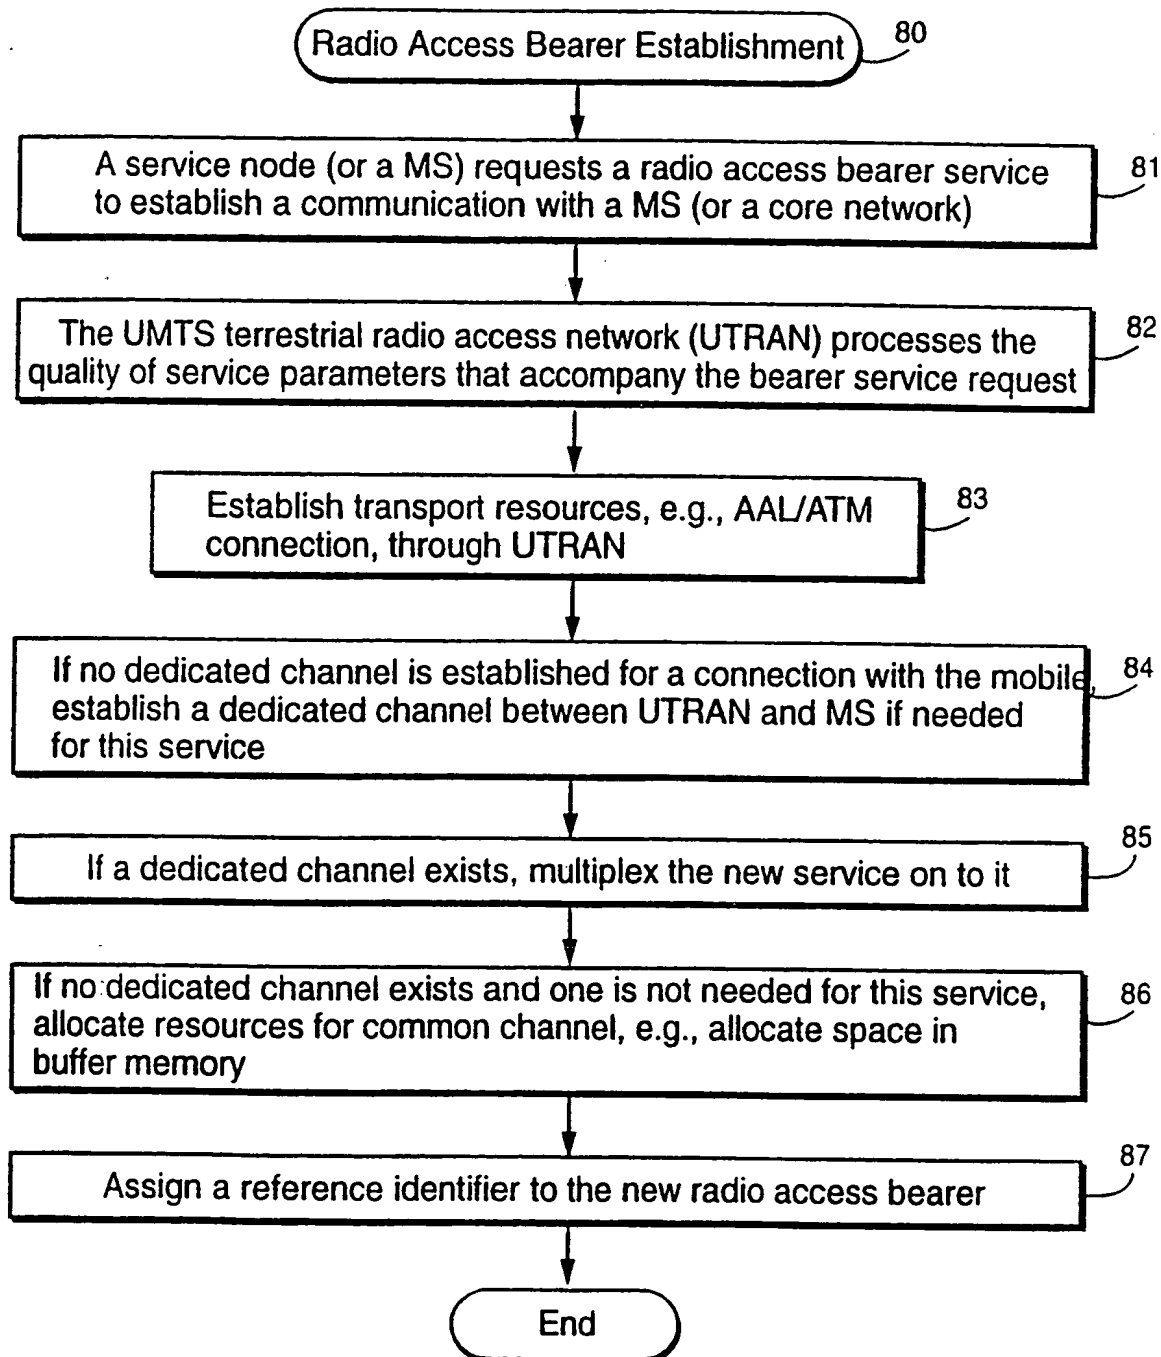 Radio Access Bearer Establishment
80
A service node (or a MS) requests a radio access bearer service
to establish a communication with a MS (or a core network)
81
The UMTS terrestrial radio access network (UTRAN) processes the
quality of service parameters that accompany the bearer service request
82
Establish transport resources, e.g., AAL/ATM
connection, through UTRAN
83
If no dedicated channel is established for a connection with the mobile,
establish a dedicated channel between UTRAN and MS if needed
for this service
84
If a dedicated channel exists, multiplex the new service on to it
85
If no dedicated channel exists and one is not needed for this service,
allocate resources for common channel, e.g., allocate space in
buffer memory
86
Assign a reference identifier to the new radio access bearer
87
End